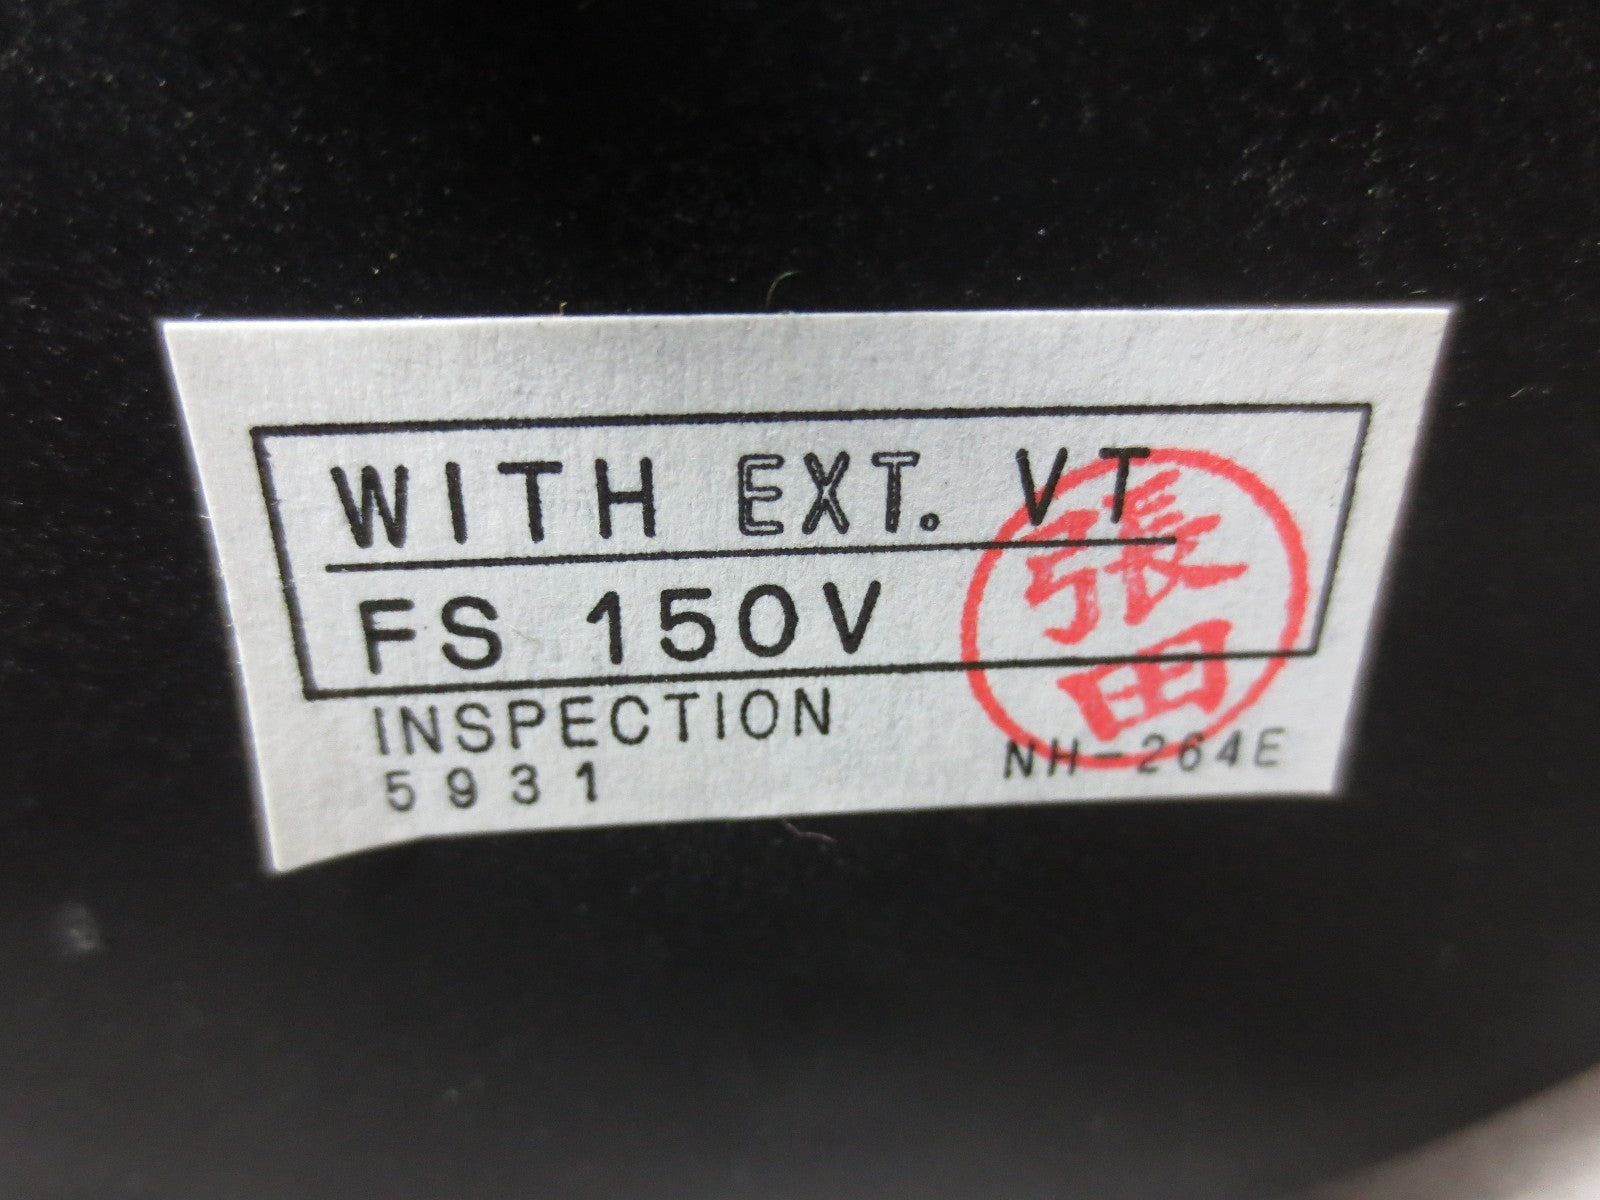 WITH EXT. VT
FS 150V
張田
INSPECTION
5931
NH-264E